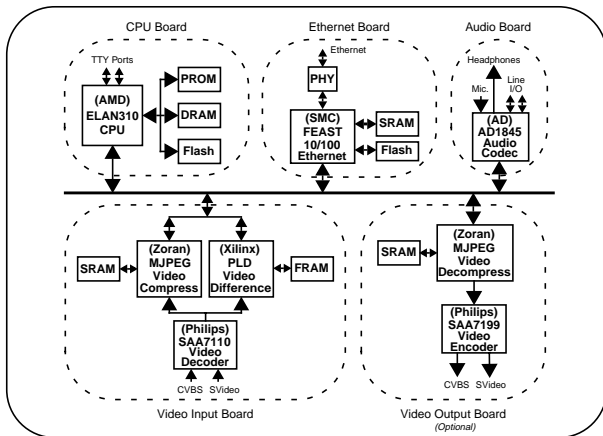 CPU Board
Ethernet Board
Audio Board
TTY Ports
(AMD)
ELAN310
CPU
PROM
DRAM
Flash
Ethernet
PHY
(SMC)
FEAST
10/100
Ethernet
SRAM
Flash
Headphones
Mic.
Line
I/O
(AD)
AD1845
Audio
Codec
SRAM
(Zoran)
MJPEG
Video
Compress
(Xilinx)
PLD
Video
Difference
FRAM
(Philips)
SAA7110
Video
Decoder
CVBS
SVideo
Video Input Board
SRAM
(Zoran)
MJPEG
Video
Decompress
(Philips)
SAA7199
Video
Encoder
CVBS
SVideo
Video Output Board
(Optional)